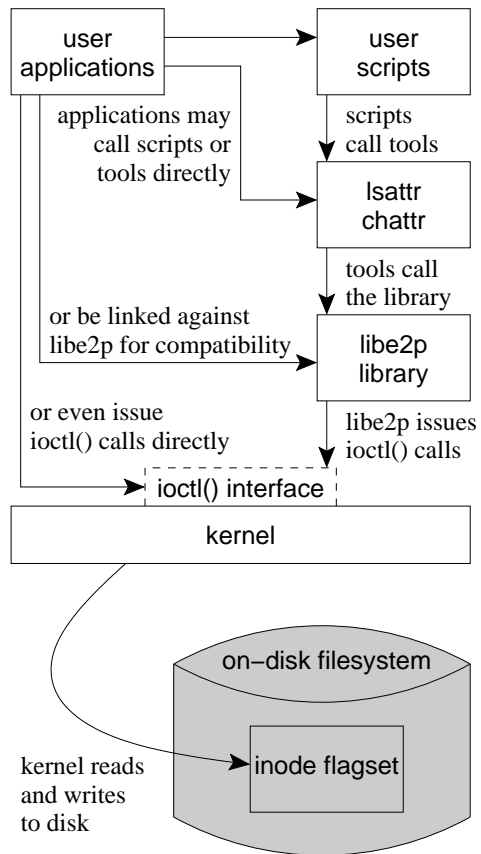 user
applications
user
scripts
applications may
call scripts or
tools directly
scripts
call tools
lsattr
chattr
tools call
the library
or be linked against
libe2p for compatibility
libe2p
library
or even issue
ioctl() calls directly
libe2p issues
ioctl() calls
ioctl() interface
kernel
on−disk filesystem
inode flagset
kernel reads
and writes
to disk